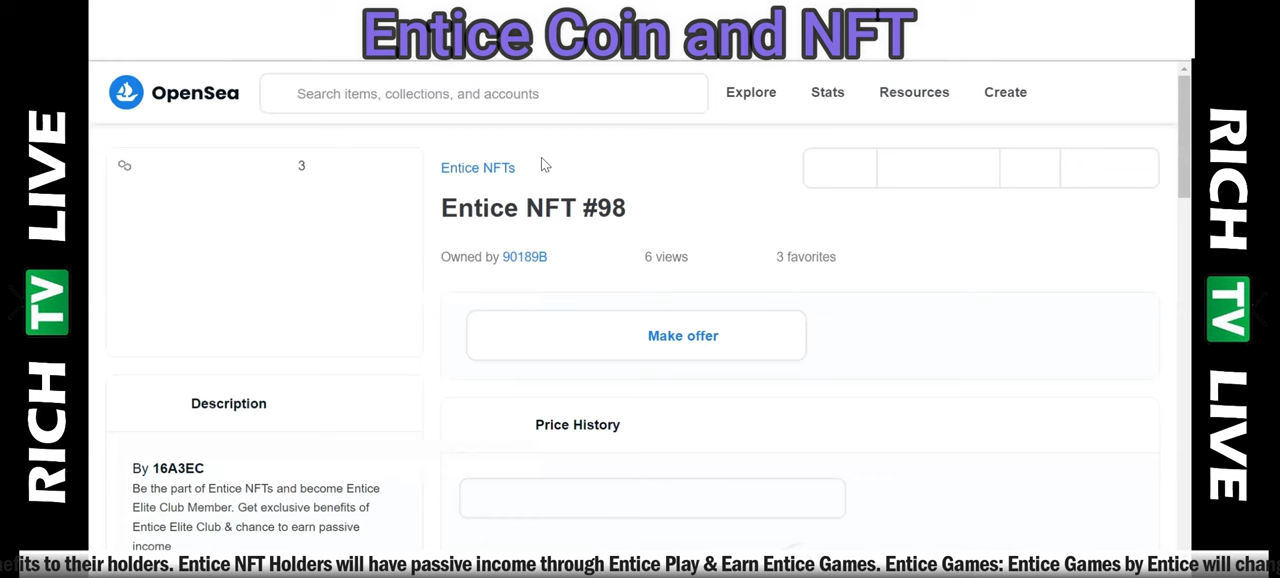 Entice Coin and NFT
OpenSea
Search items, collections, and accounts
Explore
Stats
Resources
Create
3
Entice NFTs
Entice NFT #98
Owned by 90189B
6 views
3 favorites
Make offer
Description
Price History
By 16A3EC
Be the part of Entice NFTs and become Entice
Elite Club Member. Get exclusive benefits of
Entice Elite Club & chance to earn passive
income
RICH TV LIVE
RICH TV LIVE
to their holders. Entice NFT Holders will have passive income through Entice Play & Earn Entice Games. Entice Games: Entice Games by Entice will